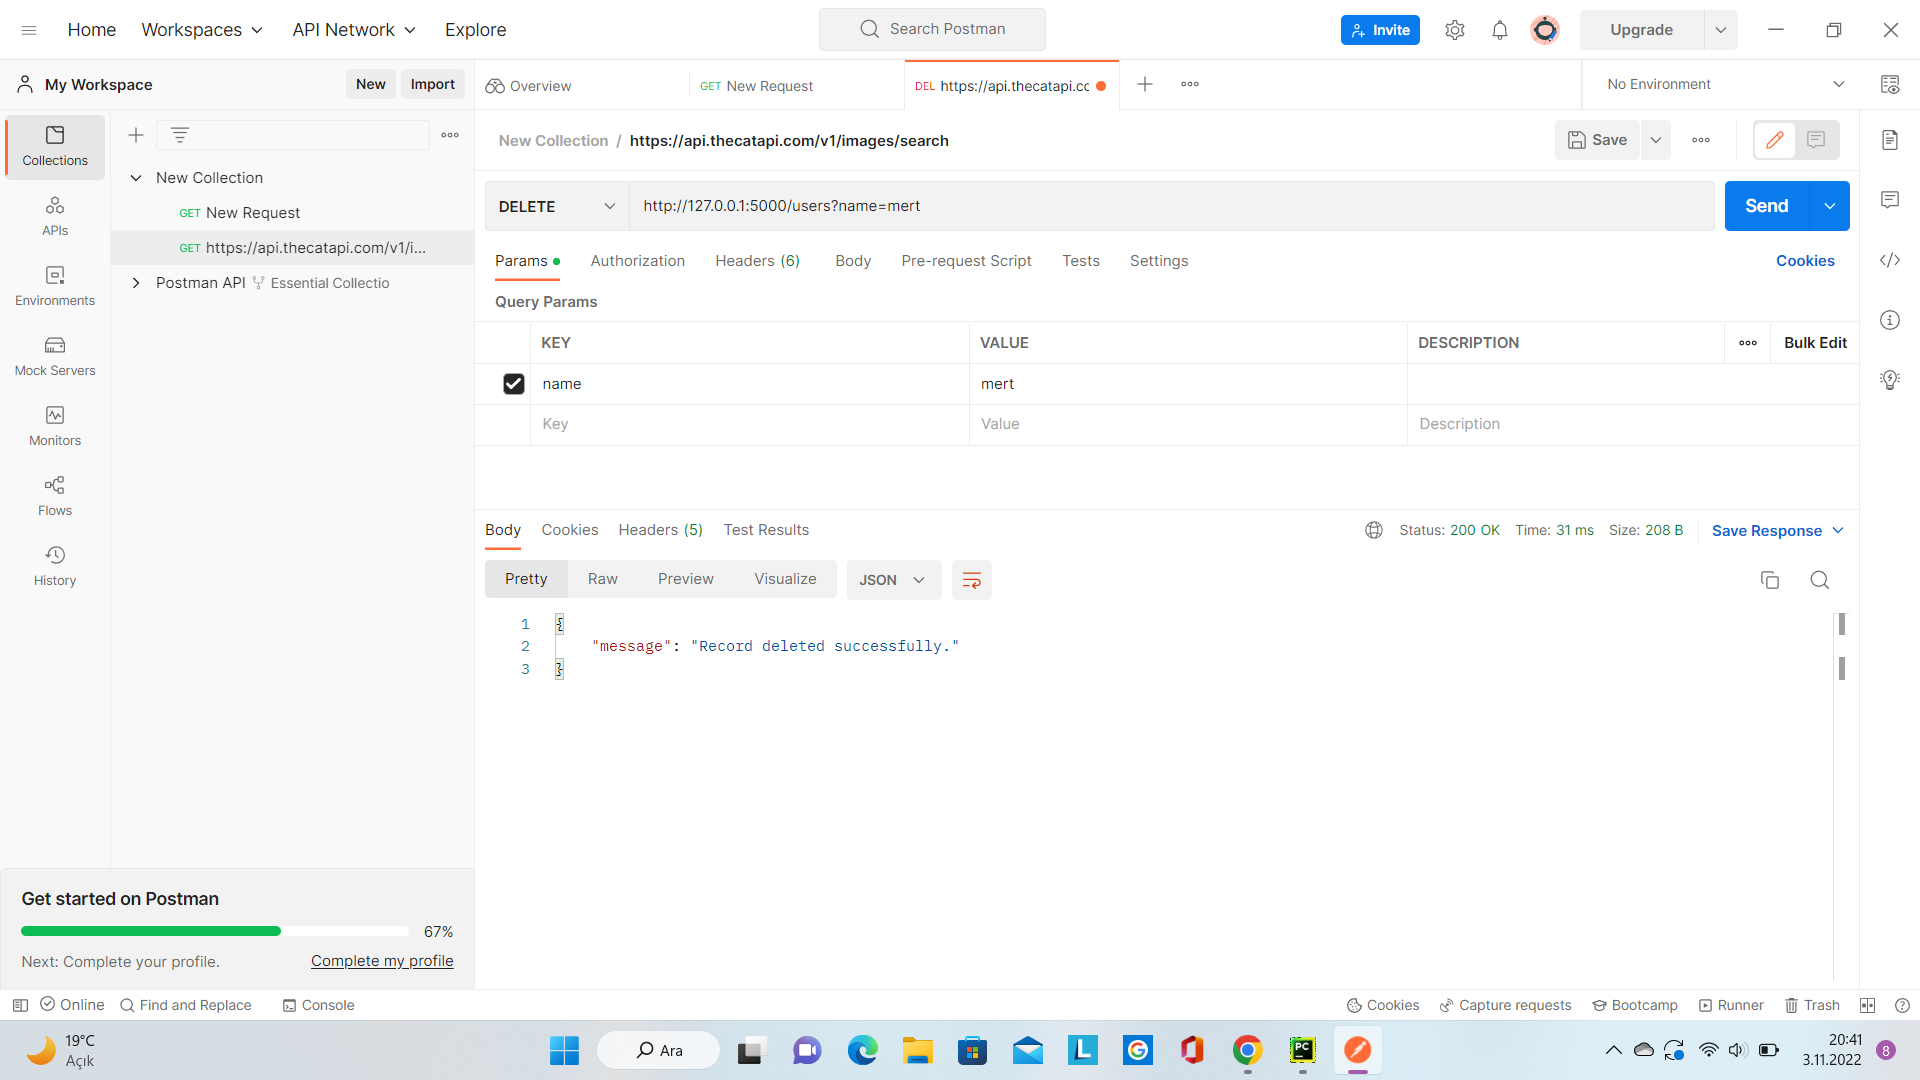 Home Workspaces API Network Explore
Search Postman
Invite
Upgrade
My Workspace New Import
Overview
GET New Request
DEL https://api.thecatapi.cc
No Environment
Collections
APIs
Environments
Mock Servers
Monitors
Flows
History
New Collection
GET New Request
GET https://api.thecatapi.com/v1/i...
Postman API Essential Collectio
New Collection / https://api.thecatapi.com/v1/images/search
Save
DELETE http://127.0.0.1:5000/users?name=mert
Send
Params Authorization Headers (6) Body Pre-request Script Tests Settings
Cookies
Query Params
KEY VALUE DESCRIPTION Bulk Edit
name mert
Key Value Description
Body Cookies Headers (5) Test Results
Status: 200 OK Time: 31 ms Size: 208 B Save Response
Pretty Raw Preview Visualize JSON
1 {
2 "message": "Record deleted successfully."
3 }
Get started on Postman
67%
Next: Complete your profile. Complete my profile
Online Find and Replace Console
Cookies Capture requests Bootcamp Runner Trash
19°C
Açık
Ara
L
G
PC
20:41
3.11.2022
8